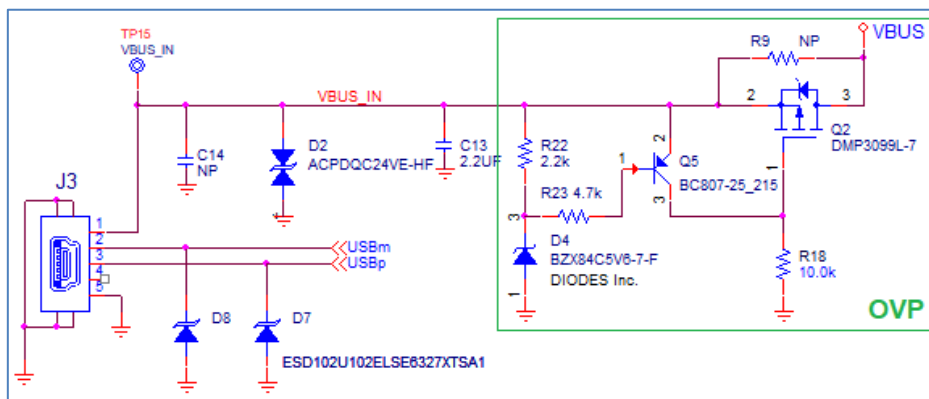 TP15
VBUS_IN
VBUS_IN
R9 NP
VBUS
2
3
Q2
DMP3099L-7
1
C14
NP
D2
ACPDQC24VE-HF
C13
2.2UF
R22
2.2k
2
1
Q5
BC807-25_215
3
R23 4.7k
3
D4
BZX84C5V6-7-F
DIODES Inc.
1
R18
10.0k
OVP
J3
1
2
3
4
5
USBm
USBp
D8
D7
ESD102U102ELSE6327XTSA1